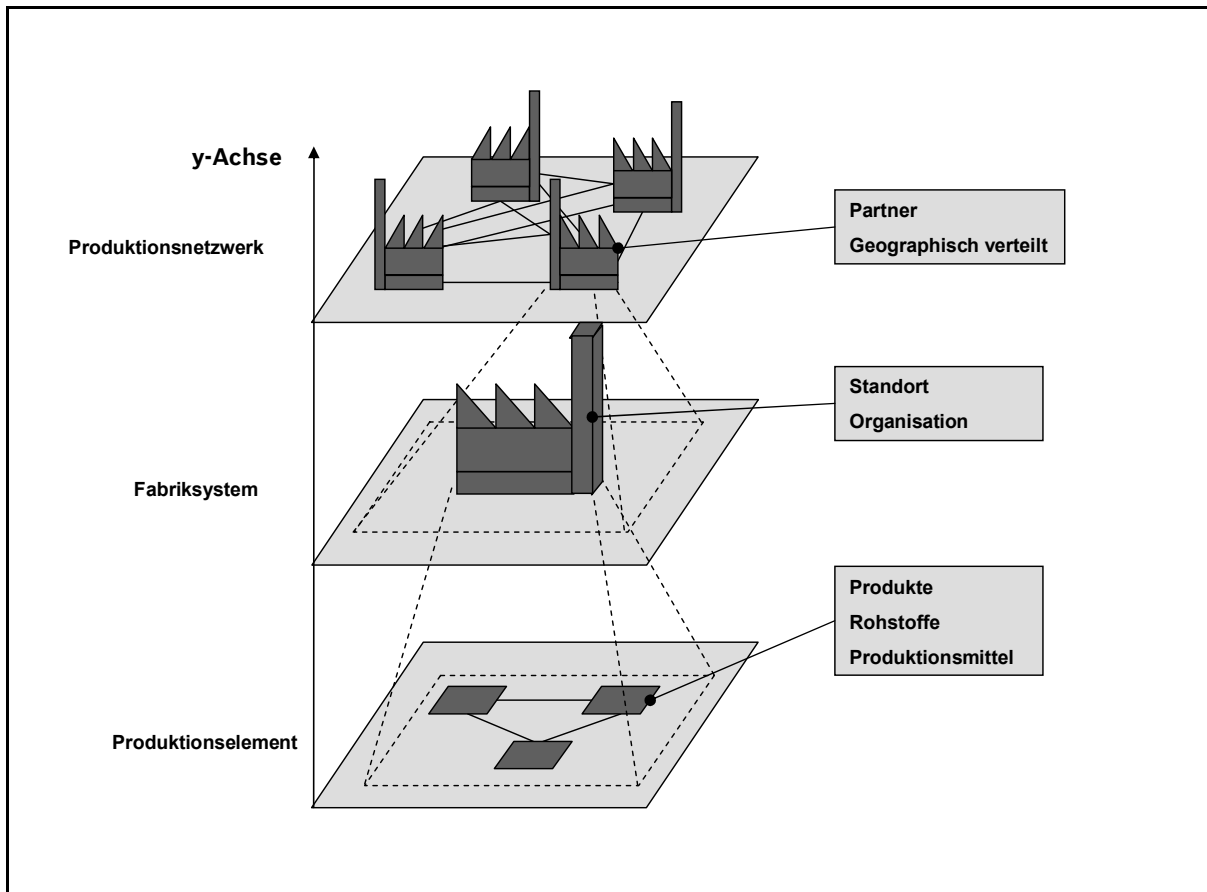 y-Achse
Produktionsnetzwerk
Partner
Geographisch verteilt
Fabriksystem
Standort
Organisation
Produktionselement
Produkte
Rohstoffe
Produktionsmittel